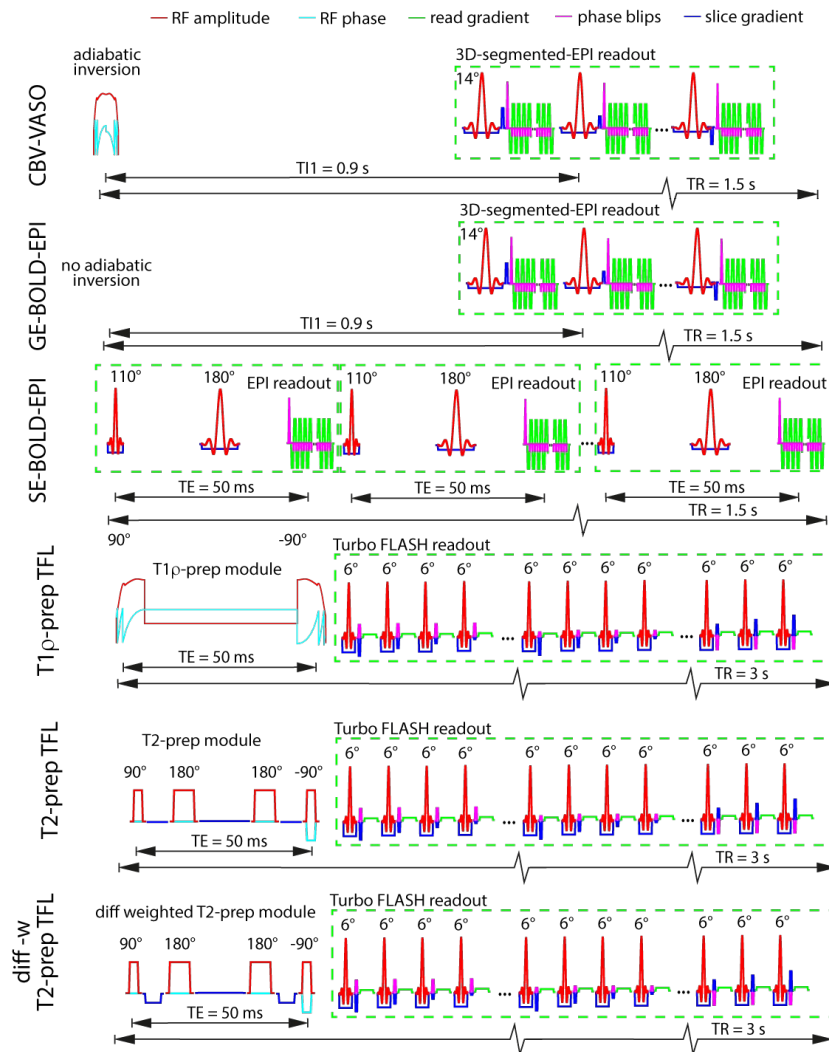 RF amplitude RF phase read gradient phase blips slice gradient
CBV-VASO
adiabatic
inversion
3D-segmented-EPI readout
14°
...
TI1 = 0.9 s
TR = 1.5 s
GE-BOLD-EPI
3D-segmented-EPI readout
14°
no adiabatic
inversion
...
TI1 = 0.9 s
TR = 1.5 s
SE-BOLD-EPI
110° 180° EPI readout 110° 180° EPI readout 110° 180° EPI readout
...
TE = 50 ms TE = 50 ms TE = 50 ms
TR = 1.5 s
T1ρ-prep TFL
90° -90°
T1ρ-prep module
Turbo FLASH readout
6° 6° 6° 6° 6° 6° 6° 6° 6° 6° 6°
... ...
TE = 50 ms
TR = 3 s
T2-prep TFL
T2-prep module
Turbo FLASH readout
90° 180° 180° -90°
6° 6° 6° 6° 6° 6° 6° 6° 6° 6° 6°
... ...
TE = 50 ms
TR = 3 s
diff -w
T2-prep TFL
diff weighted T2-prep module
Turbo FLASH readout
90° 180° 180° -90°
6° 6° 6° 6° 6° 6° 6° 6° 6° 6° 6°
... ...
TE = 50 ms
TR = 3 s